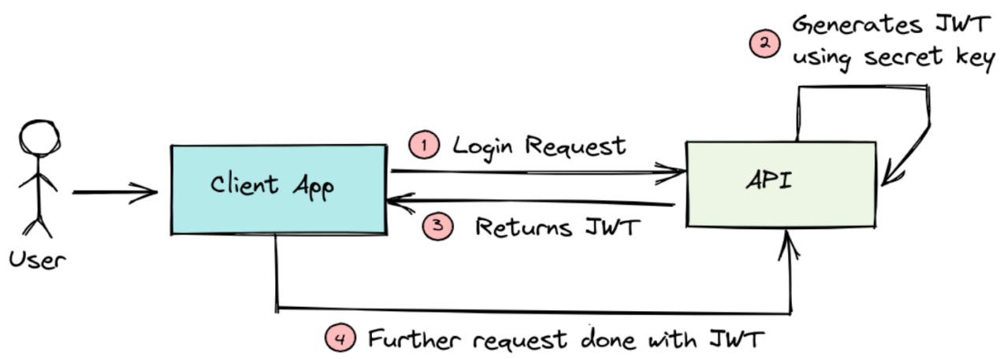 2 Generates JWT
using secret key
1 Login Request
Client App
API
3 Returns JWT
User
4 Further request done with JWT